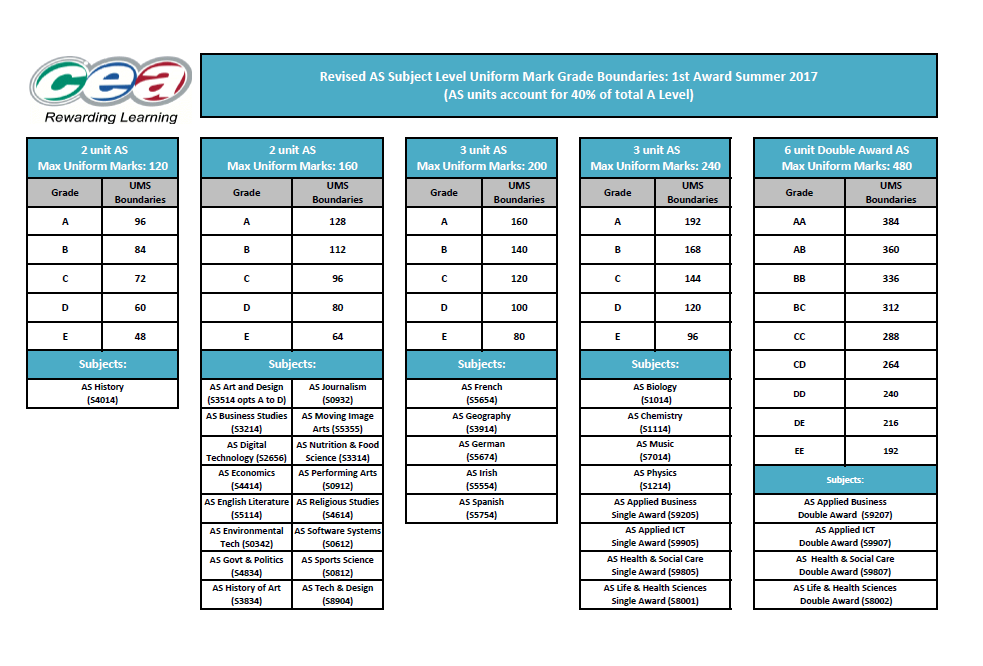 cea
Rewarding Learning
Revised AS Subject Level Uniform Mark Grade Boundaries: 1st Award Summer 2017
(AS units account for 40% of total A Level)
2 unit AS
Max Uniform Marks: 120
Grade
UMS
Boundaries
A 96
B 84
C 72
D 60
E 48
Subjects:
AS History
(S4014)
2 unit AS
Max Uniform Marks: 160
Grade
UMS
Boundaries
A 128
B 112
C 96
D 80
E 64
Subjects:
AS Art and Design
(S3514 opts A to D)
AS Journalism
(S0932)
AS Business Studies
(S3214)
AS Moving Image
Arts (S5355)
AS Digital
Technology (S2656)
AS Nutrition & Food
Science (S3314)
AS Economics
(S4414)
AS Performing Arts
(S0912)
AS English Literature
(S5114)
AS Religious Studies
(S4614)
AS Environmental
Tech (S0342)
AS Software Systems
(S0612)
AS Govt & Politics
(S4834)
AS Sports Science
(S0812)
AS History of Art
(S3834)
AS Tech & Design
(S8904)
3 unit AS
Max Uniform Marks: 200
Grade
UMS
Boundaries
A 160
B 140
C 120
D 100
E 80
Subjects:
AS French
(S5654)
AS Geography
(S3914)
AS German
(S5674)
AS Irish
(S5554)
AS Spanish
(S5754)
3 unit AS
Max Uniform Marks: 240
Grade
UMS
Boundaries
A 192
B 168
C 144
D 120
E 96
Subjects:
AS Biology
(S1014)
AS Chemistry
(S1114)
AS Music
(S7014)
AS Physics
(S1214)
AS Applied Business
Single Award (S9205)
AS Applied ICT
Single Award (S9905)
AS Health & Social Care
Single Award (S9805)
AS Life & Health Sciences
Single Award (S8001)
6 unit Double Award AS
Max Uniform Marks: 480
Grade
UMS
Boundaries
AA 384
AB 360
BB 336
BC 312
CC 288
CD 264
DD 240
DE 216
EE 192
Subjects:
AS Applied Business
Double Award (S9207)
AS Applied ICT
Double Award (S9907)
AS Health & Social Care
Double Award (S9807)
AS Life & Health Sciences
Double Award (S8002)